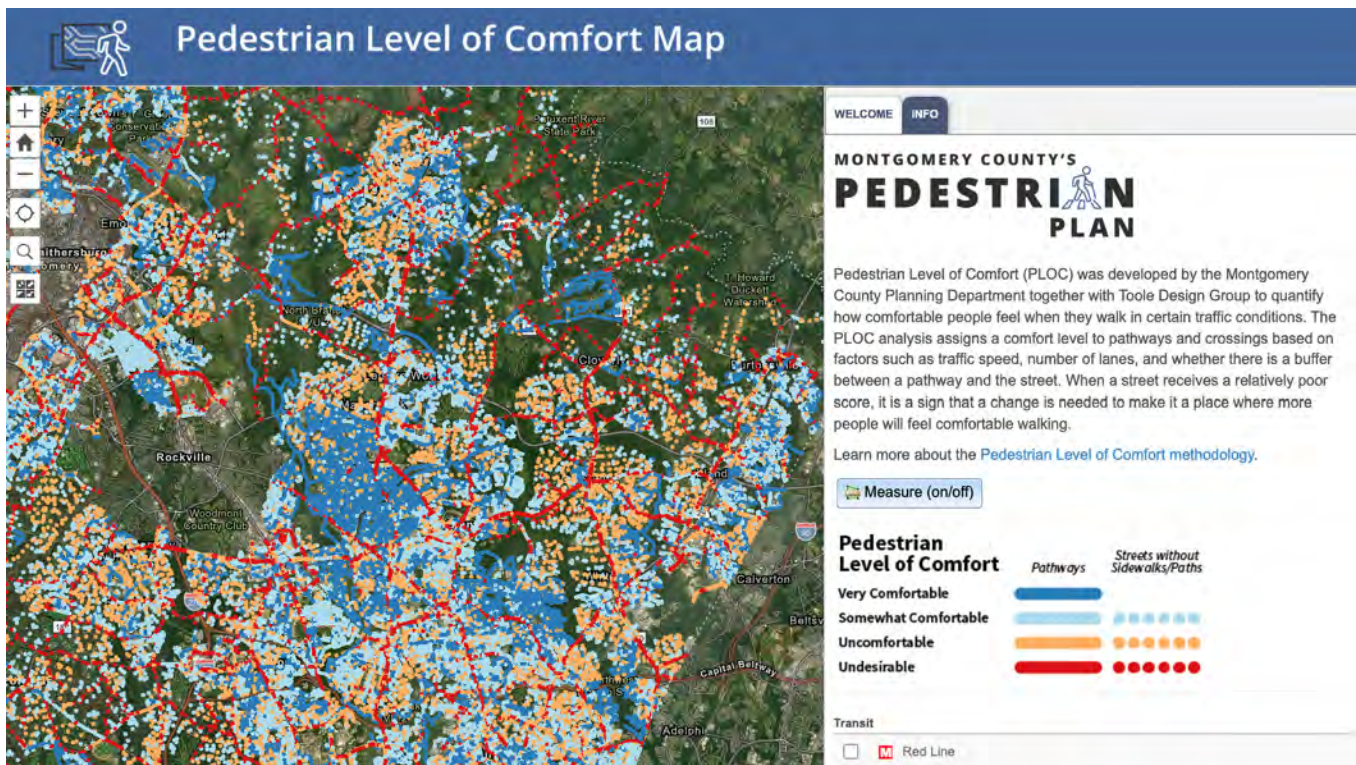 Pedestrian Level of Comfort Map
Patuxent River
State Park
108
T. Howard
Duckett
Rockville
Woodmont
Country Club
Calverton
Capital Beltway
Adelphi
WELCOME INFO
MONTGOMERY COUNTY'S
PEDESTRIAN
PLAN
Pedestrian Level of Comfort (PLOC) was developed by the Montgomery
County Planning Department together with Toole Design Group to quantify
how comfortable people feel when they walk in certain traffic conditions. The
PLOC analysis assigns a comfort level to pathways and crossings based on
factors such as traffic speed, number of lanes, and whether there is a buffer
between a pathway and the street. When a street receives a relatively poor
score, it is a sign that a change is needed to make it a place where more
people will feel comfortable walking.
Learn more about the Pedestrian Level of Comfort methodology.
Measure (on/off)
Pedestrian
Level of Comfort
Pathways
Streets without
Sidewalks/Paths
Very Comfortable
Somewhat Comfortable
Uncomfortable
Undesirable
Transit
M Red Line